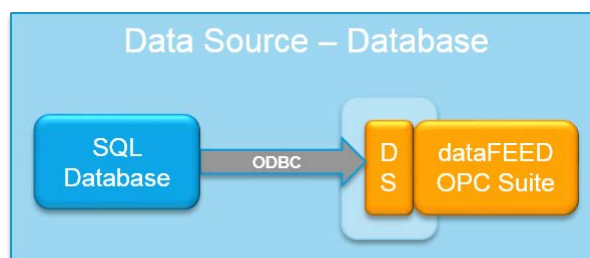 Data Source – Database
SQL
Database
ODBC
D
S
dataFEED
OPC Suite